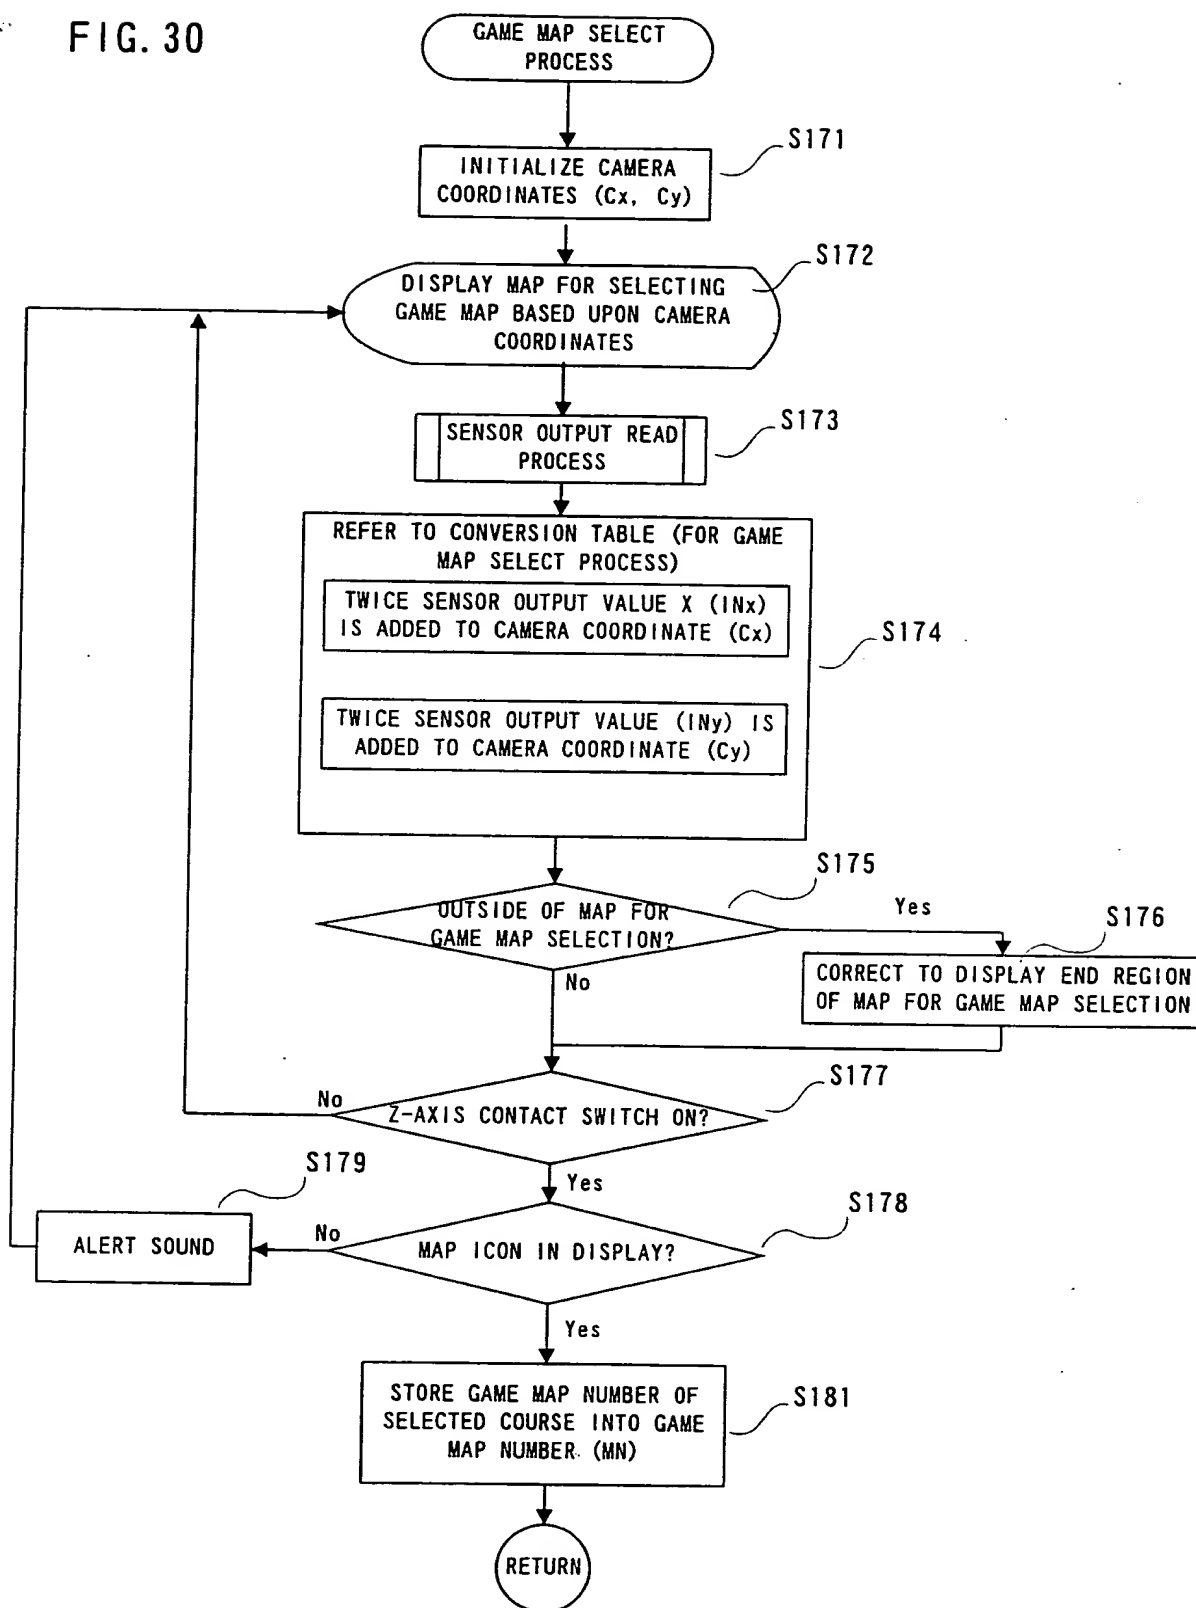 FIG. 30
GAME MAP SELECT
PROCESS
S171
INITIALIZE CAMERA
COORDINATES (Cx, Cy)
S172
DISPLAY MAP FOR SELECTING
GAME MAP BASED UPON CAMERA
COORDINATES
S173
SENSOR OUTPUT READ
PROCESS
REFER TO CONVERSION TABLE (FOR GAME
MAP SELECT PROCESS)
TWICE SENSOR OUTPUT VALUE X (INx)
IS ADDED TO CAMERA COORDINATE (Cx)
S174
TWICE SENSOR OUTPUT VALUE (INy) IS
ADDED TO CAMERA COORDINATE (Cy)
S175
OUTSIDE OF MAP FOR
GAME MAP SELECTION?
Yes
S176
CORRECT TO DISPLAY END REGION
OF MAP FOR GAME MAP SELECTION
No
S177
No
Z-AXIS CONTACT SWITCH ON?
Yes
S179
S178
ALERT SOUND
No
MAP ICON IN DISPLAY?
Yes
STORE GAME MAP NUMBER OF
SELECTED COURSE INTO GAME
MAP NUMBER (MN)
S181
RETURN